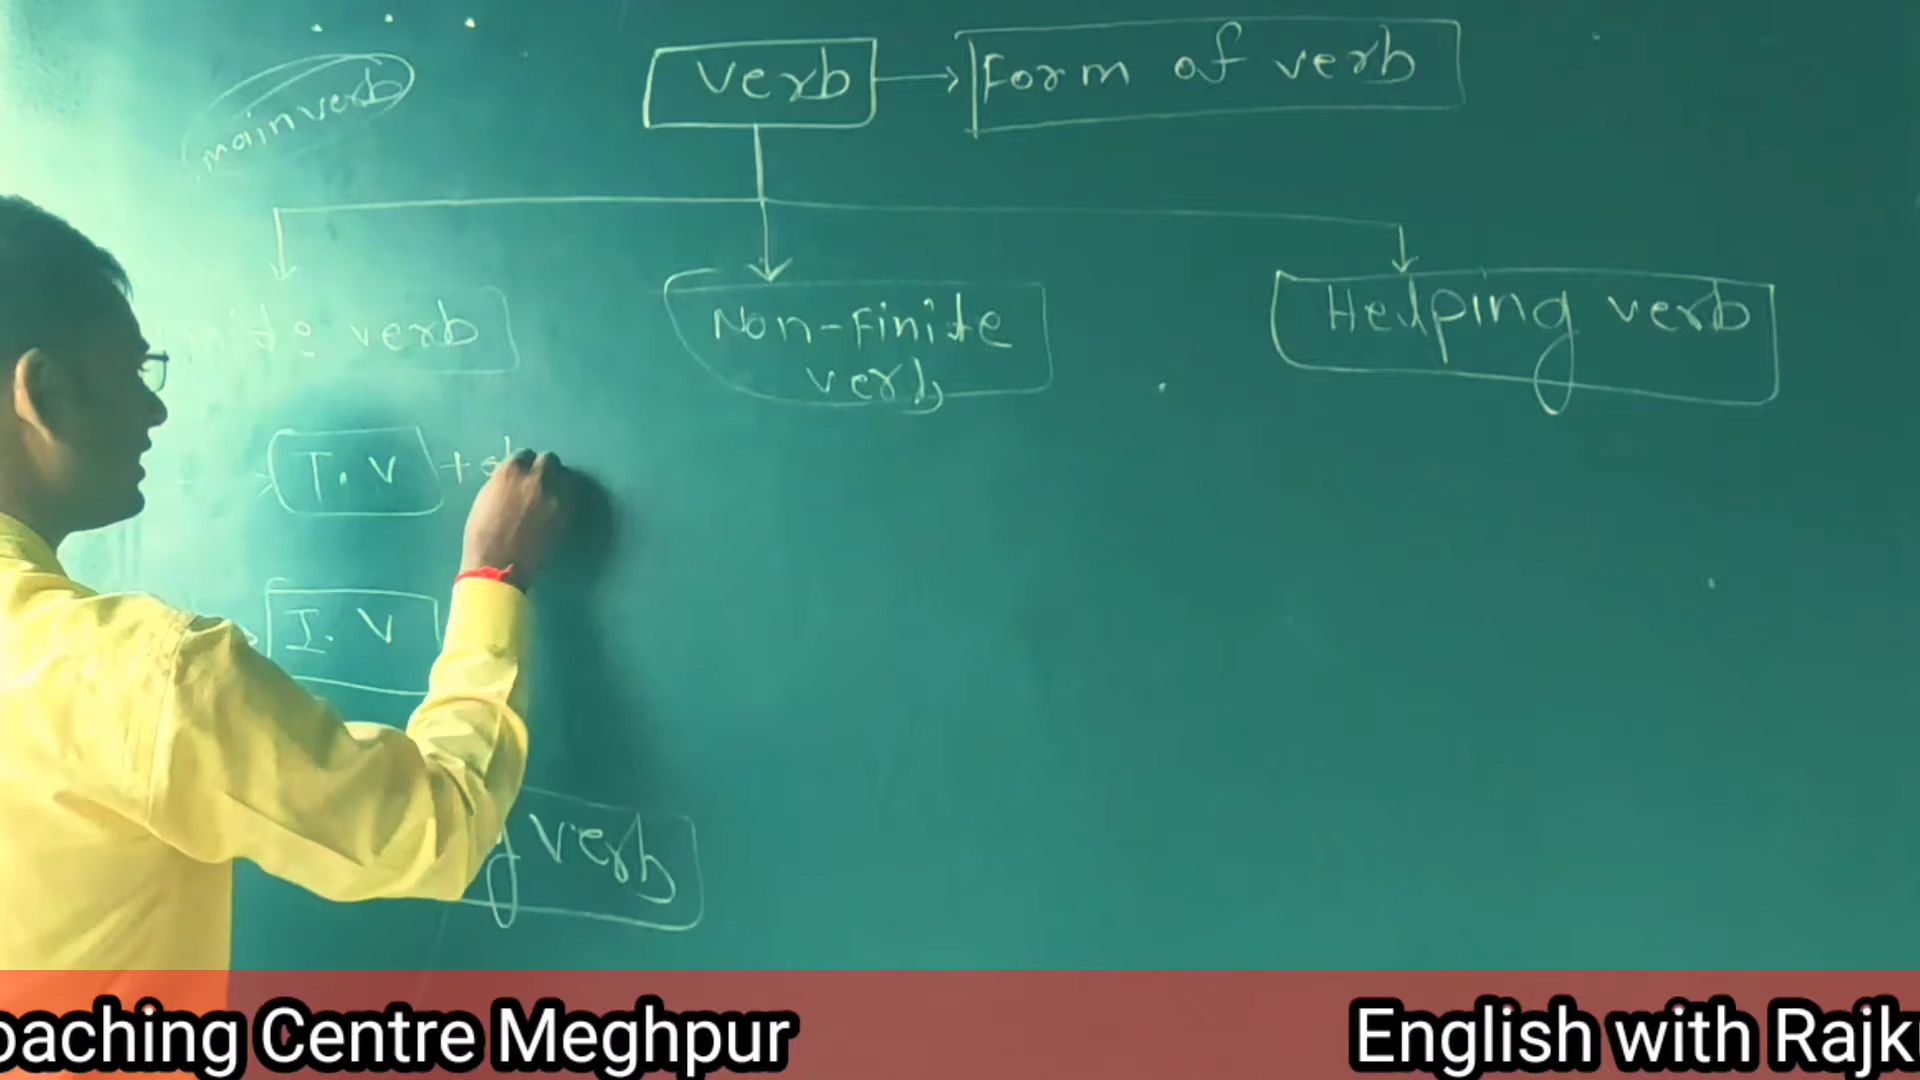 verb
Form of verb
main verb
verb
Non-Finite
verb
Helping verb
T. V +
I. V
verb
oaching Centre Meghpur
English with Rajk